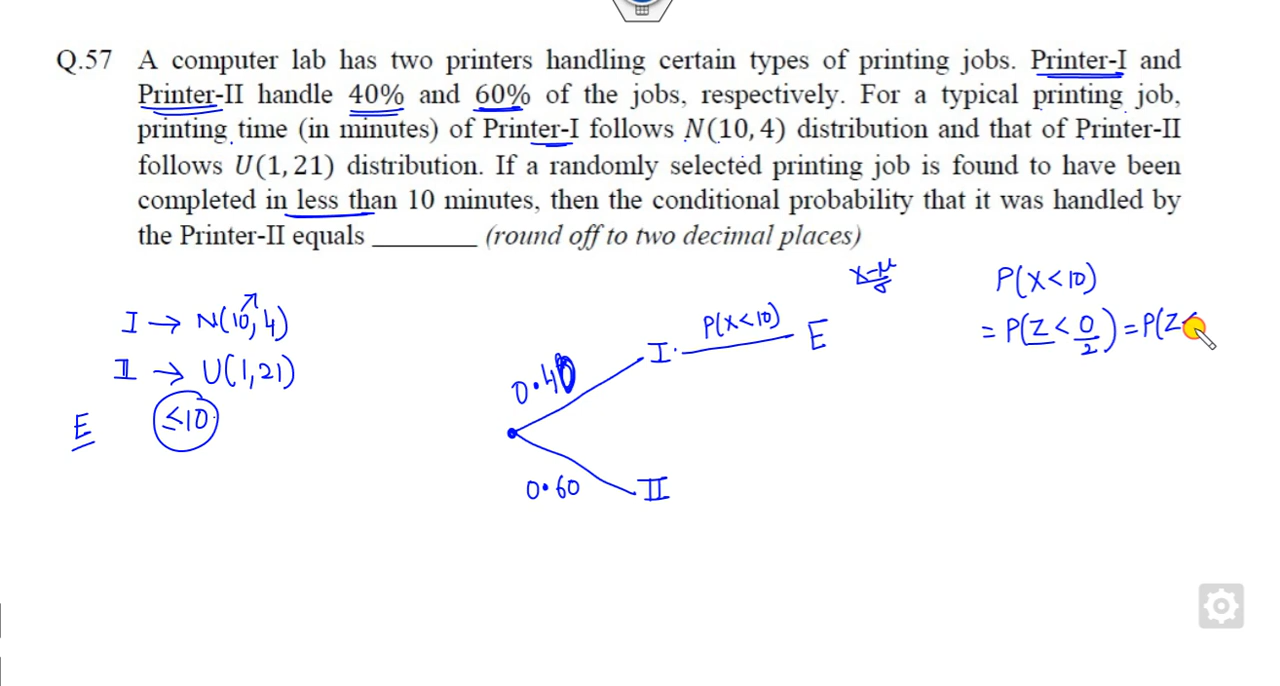 Q.57 A computer lab has two printers handling certain types of printing jobs. Printer-I and
Printer-II handle 40% and 60% of the jobs, respectively. For a typical printing job,
printing time (in minutes) of Printer-I follows N(10, 4) distribution and that of Printer-II
follows U(1, 21) distribution. If a randomly selected printing job is found to have been
completed in less than 10 minutes, then the conditional probability that it was handled by
the Printer-II equals ________ (round off to two decimal places)
I → N(10, 4)
II → U(1,21)
E ≤10
0.40
I
P(X<10)
E
0.60
II
X-μ/σ
P(X<10)
= P(Z < 0/2) = P(Z<